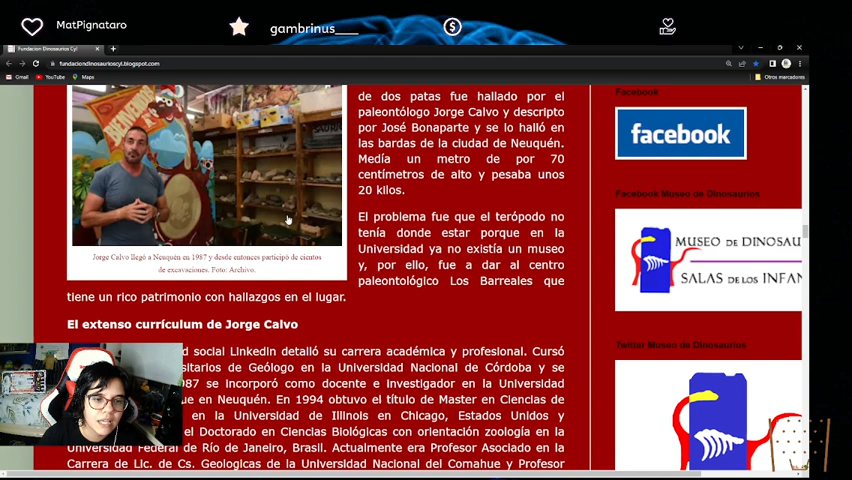 MatPignataro
gambrinus____
Fundacion Dinosaurios Cyl
fundaciondinosaurioscyl.blogspot.com
Gmail
YouTube
Maps
Otros marcadores
BIENVENID
Jorge Calvo llegó a Neuquén en 1987 y desde entonces participó de cientos
de excavaciones. Foto: Archivo.
de dos patas fue hallado por el
paleontólogo Jorge Calvo y descripto
por José Bonaparte y se lo halló en
las bardas de la ciudad de Neuquén.
Medía un metro de por 70
centímetros de alto y pesaba unos
20 kilos.
El problema fue que el terópodo no
tenía donde estar porque en la
Universidad ya no existía un museo
y, por ello, fue a dar al centro
paleontológico Los Barreales que
tiene un rico patrimonio con hallazgos en el lugar.
El extenso currículum de Jorge Calvo
d social LinkedIn detalló su carrera académica y profesional. Cursó
sitarios de Geólogo en la Universidad Nacional de Córdoba y se
987 se incorporó como docente e investigador en la Universidad
ue en Neuquén. En 1994 obtuvo el título de Master en Ciencias de
en la Universidad de Illinois en Chicago, Estados Unidos y
el Doctorado en Ciencias Biológicas con orientación zoología en la
Universidad Federal de Río de Janeiro, Brasil. Actualmente era Profesor Asociado en la
Carrera de Lic. de Cs. Geologicas de la Universidad Nacional del Comahue y Profesor
Facebook
facebook
Facebook Museo de Dinosaurios
MUSEO DE DINOSAU
SALAS DE LOS INFAN
Twitter Museo de Dinosaurios